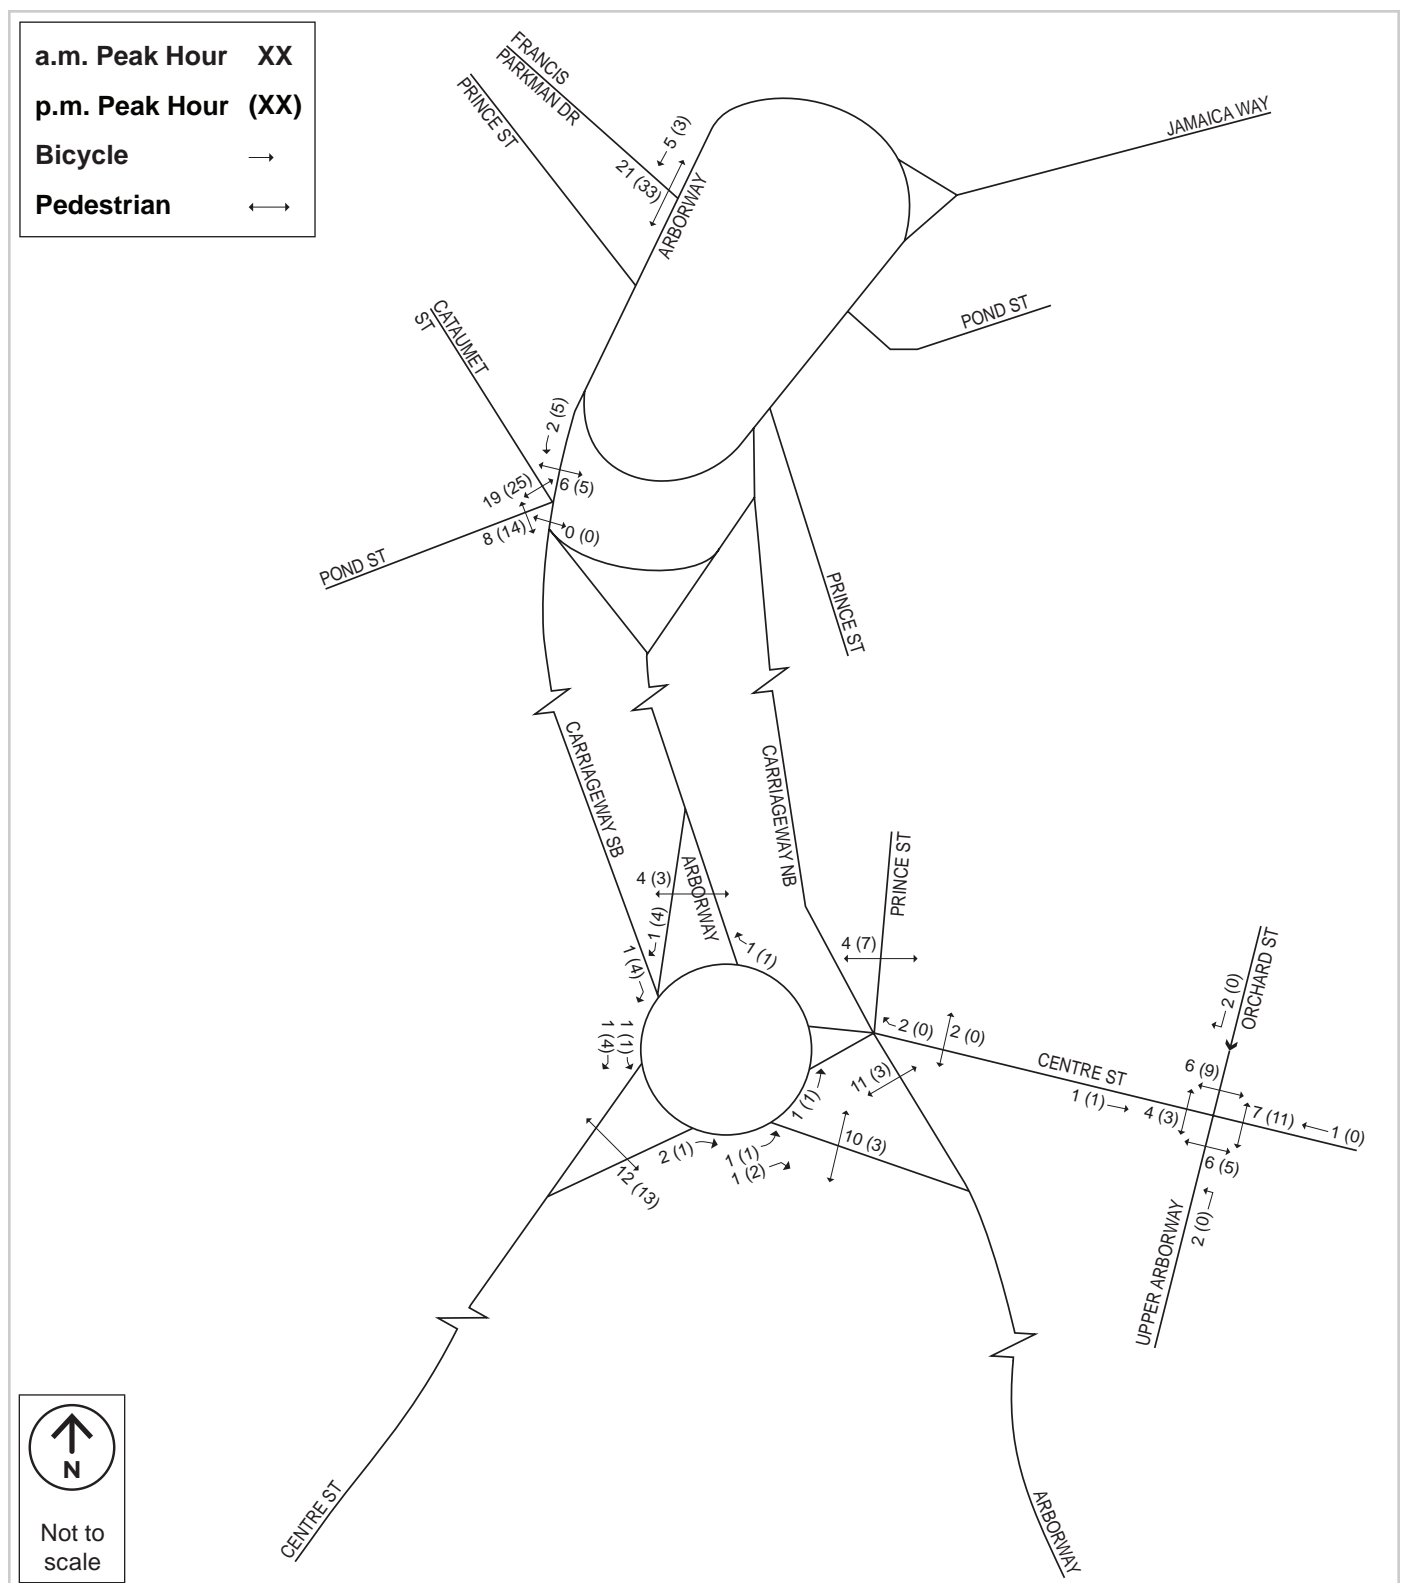 a.m. Peak Hour XX
p.m. Peak Hour (XX)
Bicycle
Pedestrian
FRANCIS
PARKMAN DR
PRINCE ST
5 (3)
21 (33)
ARBORWAY
JAMAICA WAY
POND ST
CATAUMET
ST
2 (5)
19 (25)
6 (5)
8 (14)
0 (0)
POND ST
PRINCE ST
CARRIAGEWAY SB
CARRIAGEWAY NB
PRINCE ST
4 (3)
ARBORWAY
1 (4)
1 (4)
1 (1)
4 (7)
ORCHARD ST
2 (0)
1 (1)
1 (4)
2 (0)
2 (0)
CENTRE ST
6 (9)
11 (3)
1 (1)
1 (1)
4 (3)
7 (11)
1 (0)
2 (1)
1 (1)
1 (2)
10 (3)
6 (5)
12 (13)
2 (0)
UPPER ARBORWAY
CENTRE ST
ARBORWAY
N
Not to
scale